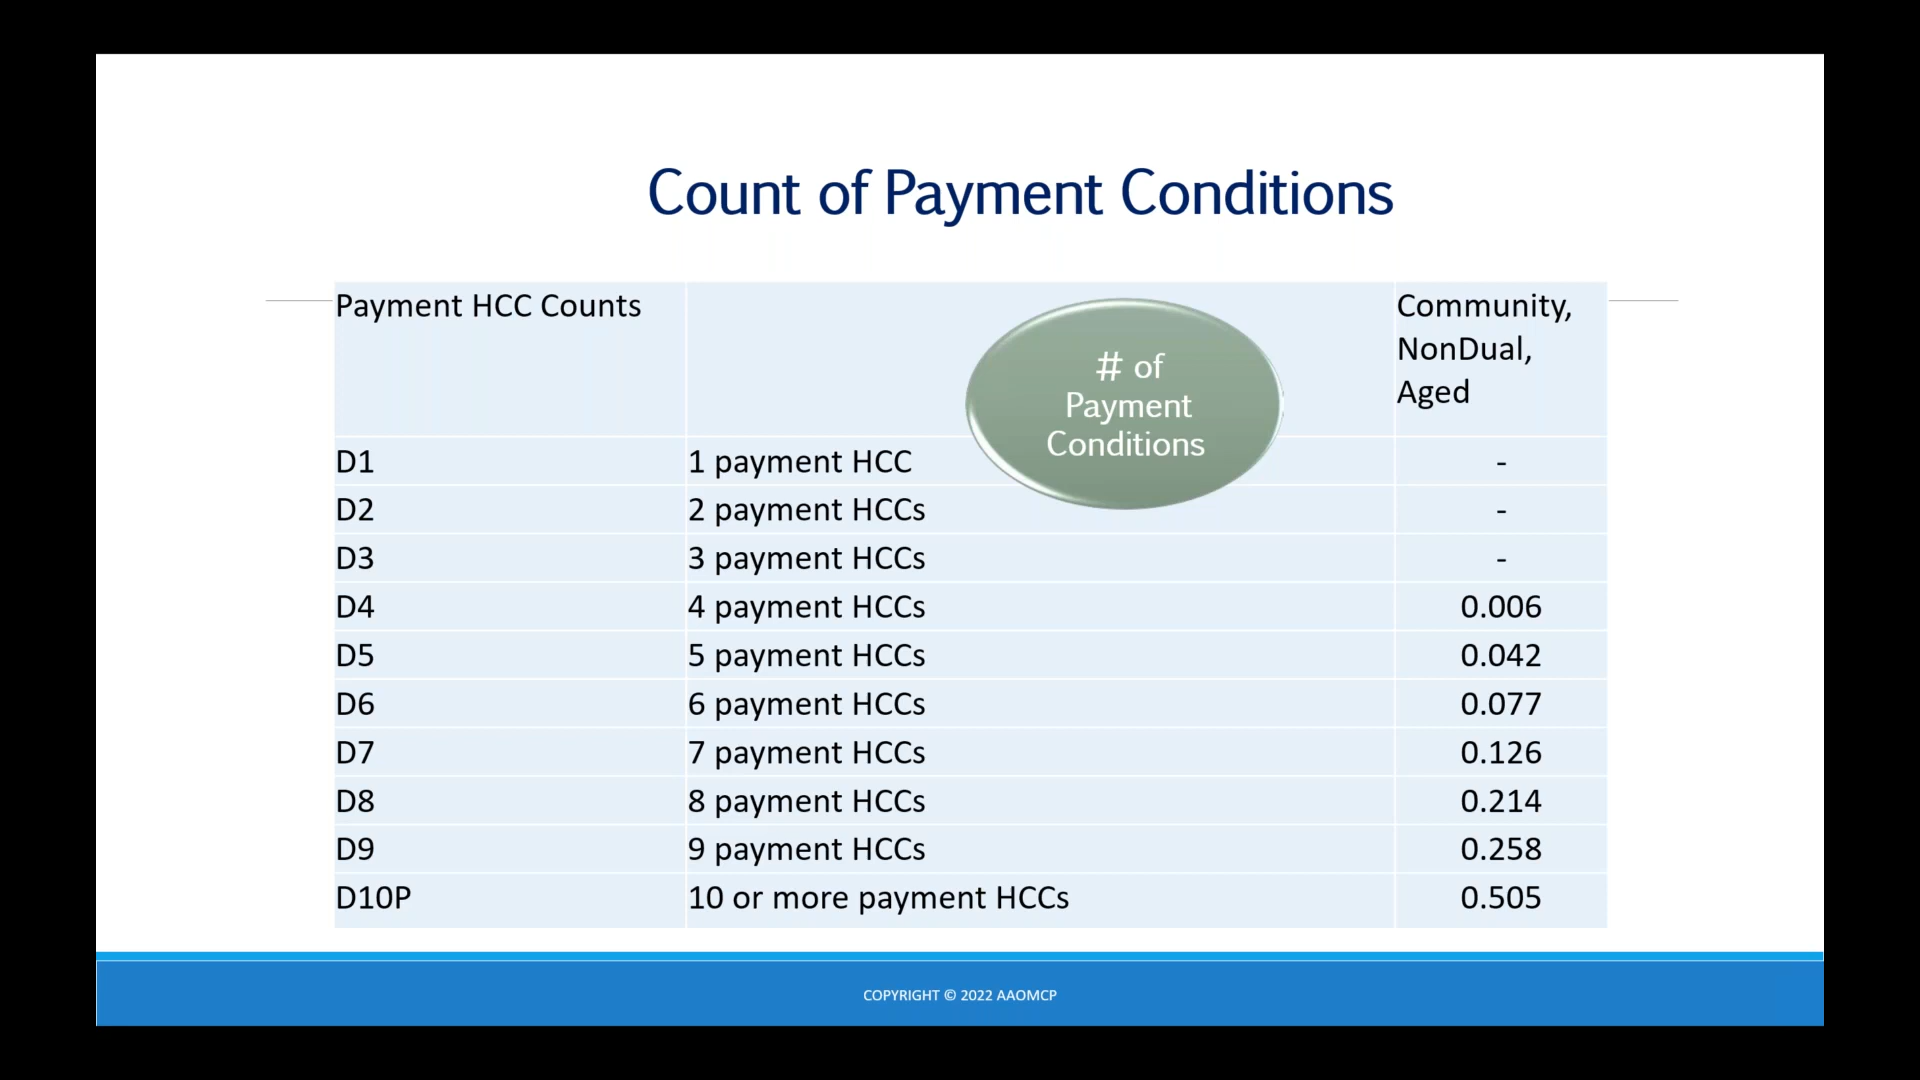 Count of Payment Conditions
Payment HCC Counts
# of
Payment
Conditions
Community,
NonDual,
Aged
D1 1 payment HCC -
D2 2 payment HCCs -
D3 3 payment HCCs -
D4 4 payment HCCs 0.006
D5 5 payment HCCs 0.042
D6 6 payment HCCs 0.077
D7 7 payment HCCs 0.126
D8 8 payment HCCs 0.214
D9 9 payment HCCs 0.258
D10P 10 or more payment HCCs 0.505
COPYRIGHT © 2022 AAOMCP